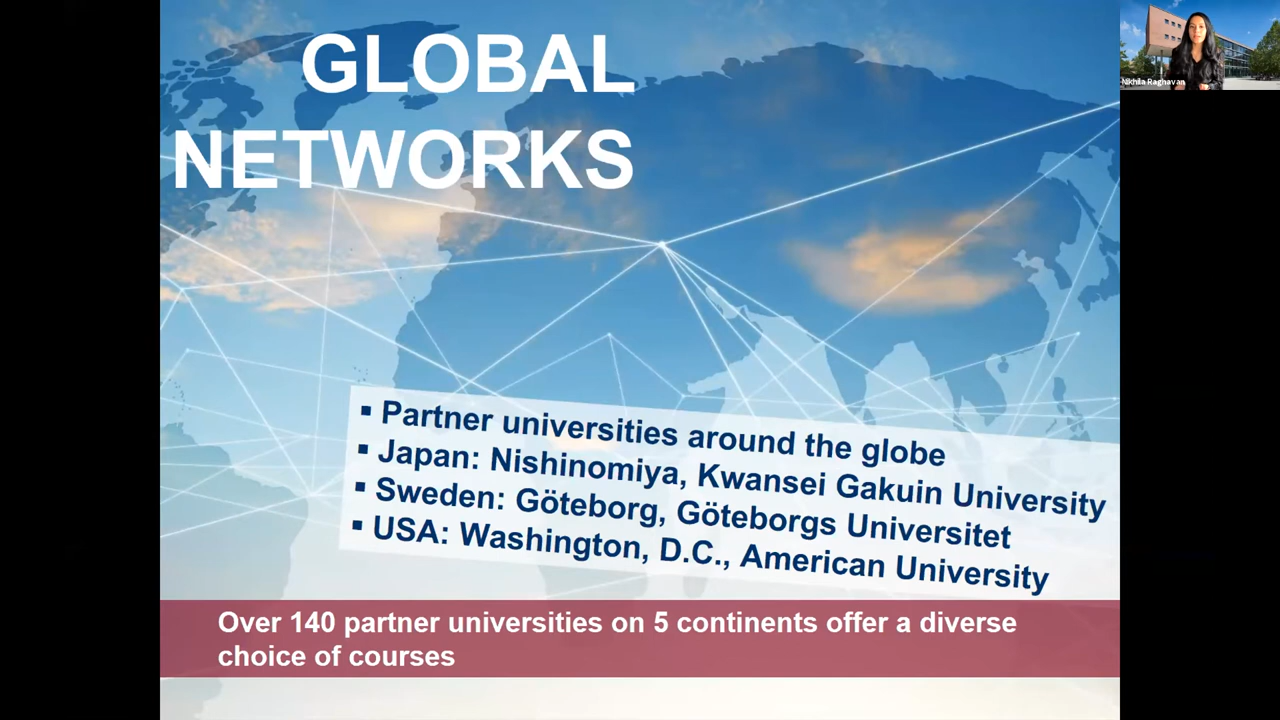 GLOBAL
NETWORKS
▪ Partner universities around the globe
▪ Japan: Nishinomiya, Kwansei Gakuin University
▪ Sweden: Göteborg, Göteborgs Universitet
▪ USA: Washington, D.C., American University
Over 140 partner universities on 5 continents offer a diverse
choice of courses
Nikhila Raghavan